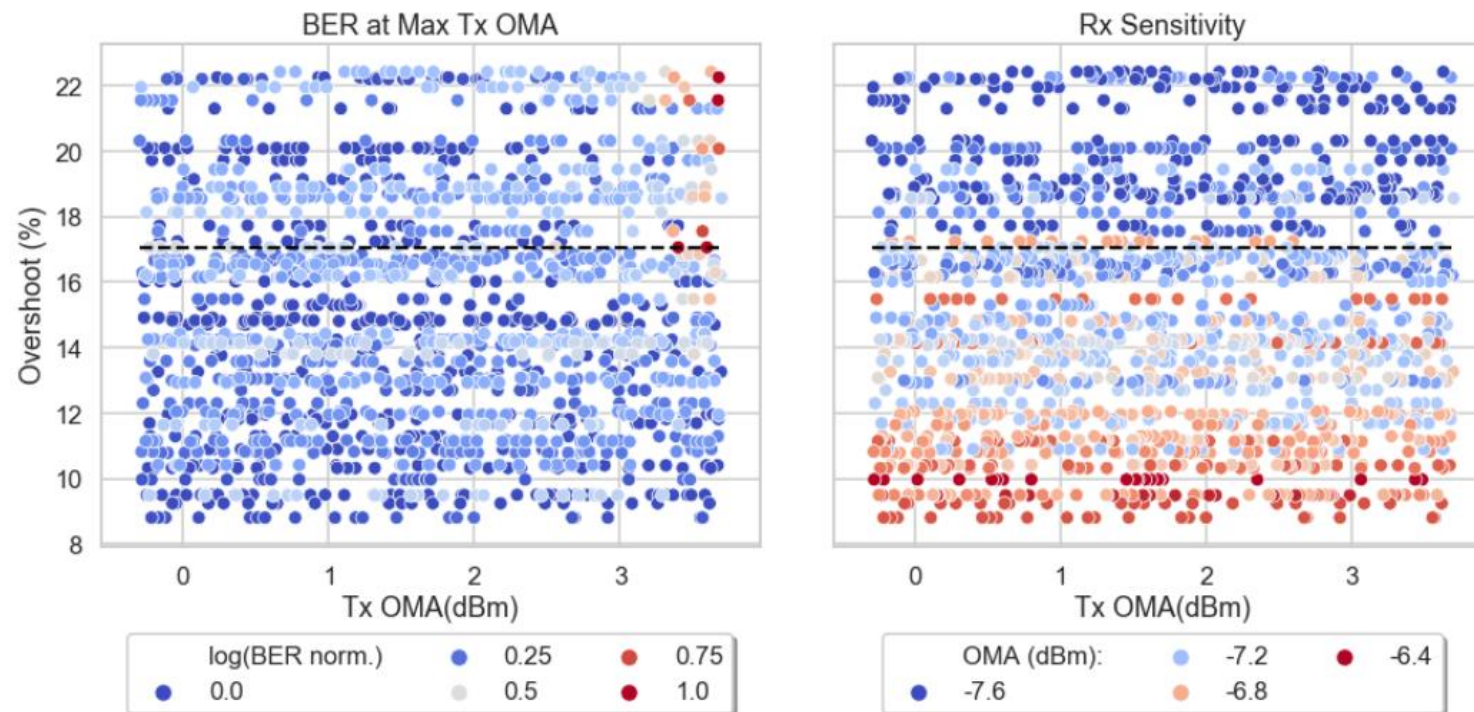 BER at Max Tx OMA
Overshoot (%)
22
20
18
16
14
12
10
8
0 1 2 3
Tx OMA(dBm)
log(BER norm.) 0.25 0.75
0.0 0.5 1.0
Rx Sensitivity
0 1 2 3
Tx OMA(dBm)
OMA (dBm): -7.2 -6.4
-7.6 -6.8